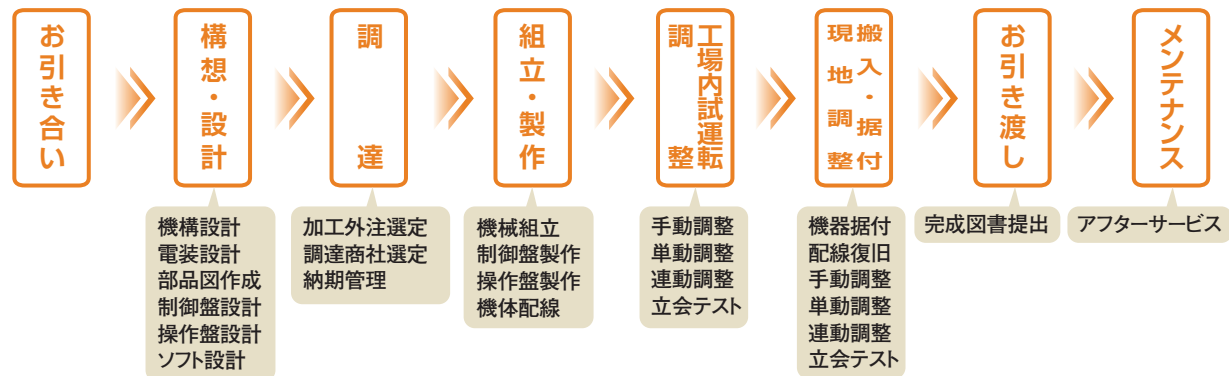 お引き合い
構想・設計
機構設計
電装設計
部品図作成
制御盤設計
操作盤設計
ソフト設計
調達
加工外注選定
調達商社選定
納期管理
組立・製作
機械組立
制御盤製作
操作盤製作
機体配線
工場内試運転
調整
手動調整
単動調整
連動調整
立会テスト
搬入・据付
現地調整
機器据付
配線復旧
手動調整
単動調整
連動調整
立会テスト
お引き渡し
完成図書提出
メンテナンス
アフターサービス